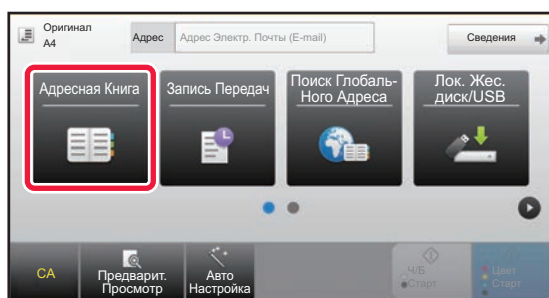 Оригинал
A4
Адрес
Адрес Электр. Почты (E-mail)
Сведения
Адресная Книга
Запись Передач
Поиск Глобаль-
Ного Адреса
Лок. Жес.
диск/USB
CA
Предварит.
Просмотр
Авто
Настройка
Ч/Б
Старт
Цвет
Старт